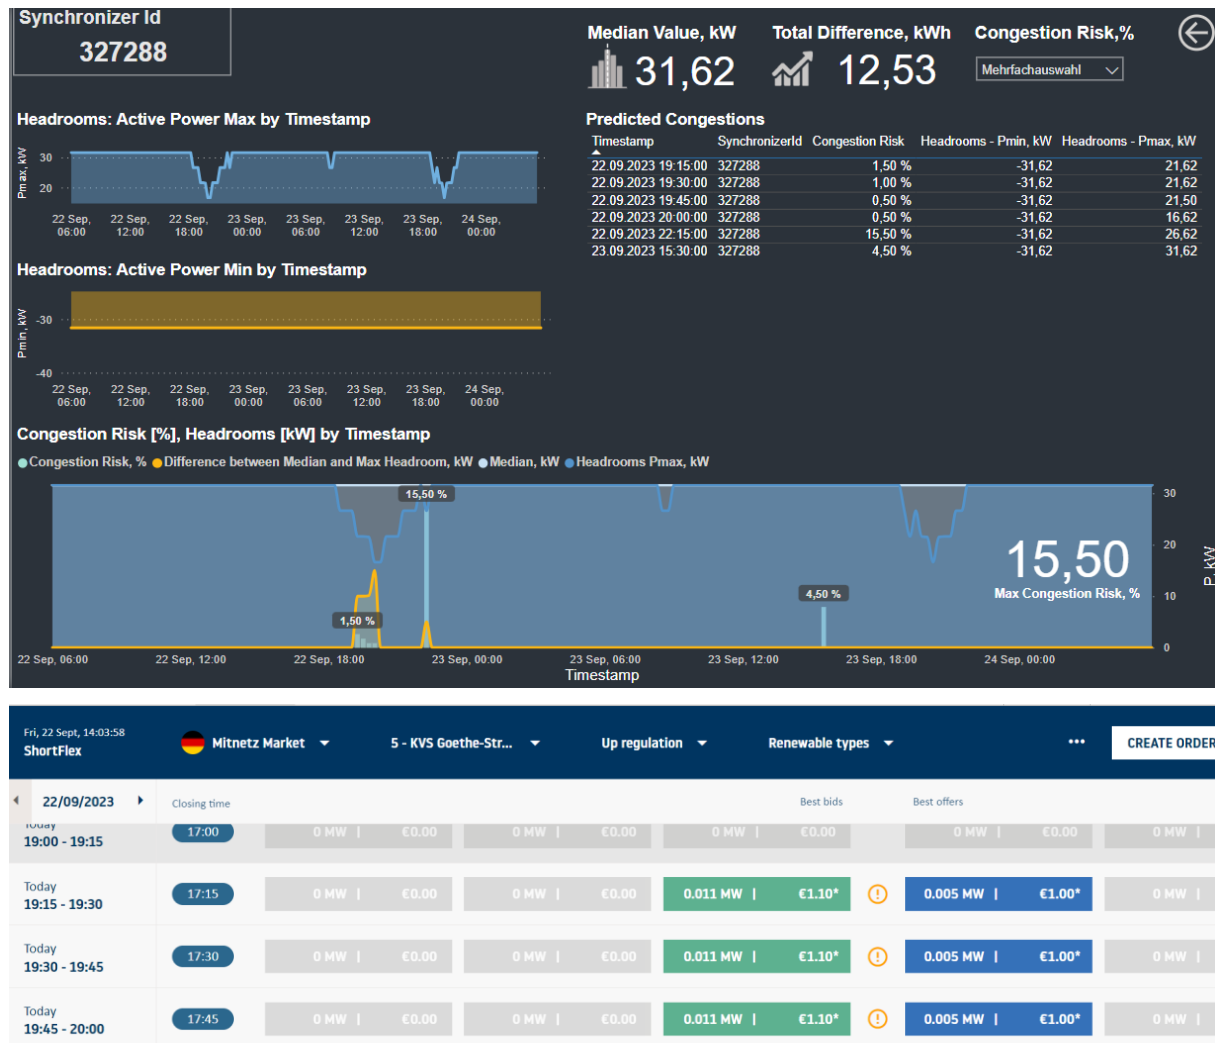 Synchronizer Id
327288
Median Value, kW
31,62
Total Difference, kWh
12,53
Congestion Risk,%
Mehrfachauswahl
Headrooms: Active Power Max by Timestamp
Pmax, kW
30
20
22 Sep, 06:00
22 Sep, 12:00
22 Sep, 18:00
23 Sep, 00:00
23 Sep, 06:00
23 Sep, 12:00
23 Sep, 18:00
24 Sep, 00:00
Predicted Congestions
Timestamp SynchronizerId Congestion Risk Headrooms - Pmin, kW Headrooms - Pmax, kW
22.09.2023 19:15:00 327288 1,50 % -31,62 21,62
22.09.2023 19:30:00 327288 1,00 % -31,62 21,62
22.09.2023 19:45:00 327288 0,50 % -31,62 21,50
22.09.2023 20:00:00 327288 0,50 % -31,62 16,62
22.09.2023 22:15:00 327288 15,50 % -31,62 26,62
23.09.2023 15:30:00 327288 4,50 % -31,62 31,62
Headrooms: Active Power Min by Timestamp
Pmin, kW
-30
-40
22 Sep, 06:00
22 Sep, 12:00
22 Sep, 18:00
23 Sep, 00:00
23 Sep, 06:00
23 Sep, 12:00
23 Sep, 18:00
24 Sep, 00:00
Congestion Risk [%], Headrooms [kW] by Timestamp
Congestion Risk, % Difference between Median and Max Headroom, kW Median, kW Headrooms Pmax, kW
15,50 %
1,50 %
4,50 %
15,50
Max Congestion Risk, %
30
20
10
0
P, kW
22 Sep, 06:00 22 Sep, 12:00 22 Sep, 18:00 23 Sep, 00:00 23 Sep, 06:00 23 Sep, 12:00 23 Sep, 18:00 24 Sep, 00:00
Timestamp
Fri, 22 Sept, 14:03:58
ShortFlex
Mitnetz Market
5 - KVS Goethe-Str...
Up regulation
Renewable types
CREATE ORDER
22/09/2023 Closing time Best bids Best offers
Today
19:00 - 19:15 17:00 0 MW | €0.00 0 MW | €0.00 0 MW | €0.00 0 MW | €0.00 0 MW |
Today
19:15 - 19:30 17:15 0 MW | €0.00 0 MW | €0.00 0.011 MW | €1.10* 0.005 MW | €1.00* 0 MW |
Today
19:30 - 19:45 17:30 0 MW | €0.00 0 MW | €0.00 0.011 MW | €1.10* 0.005 MW | €1.00* 0 MW |
Today
19:45 - 20:00 17:45 0 MW | €0.00 0 MW | €0.00 0.011 MW | €1.10* 0.005 MW | €1.00* 0 MW |